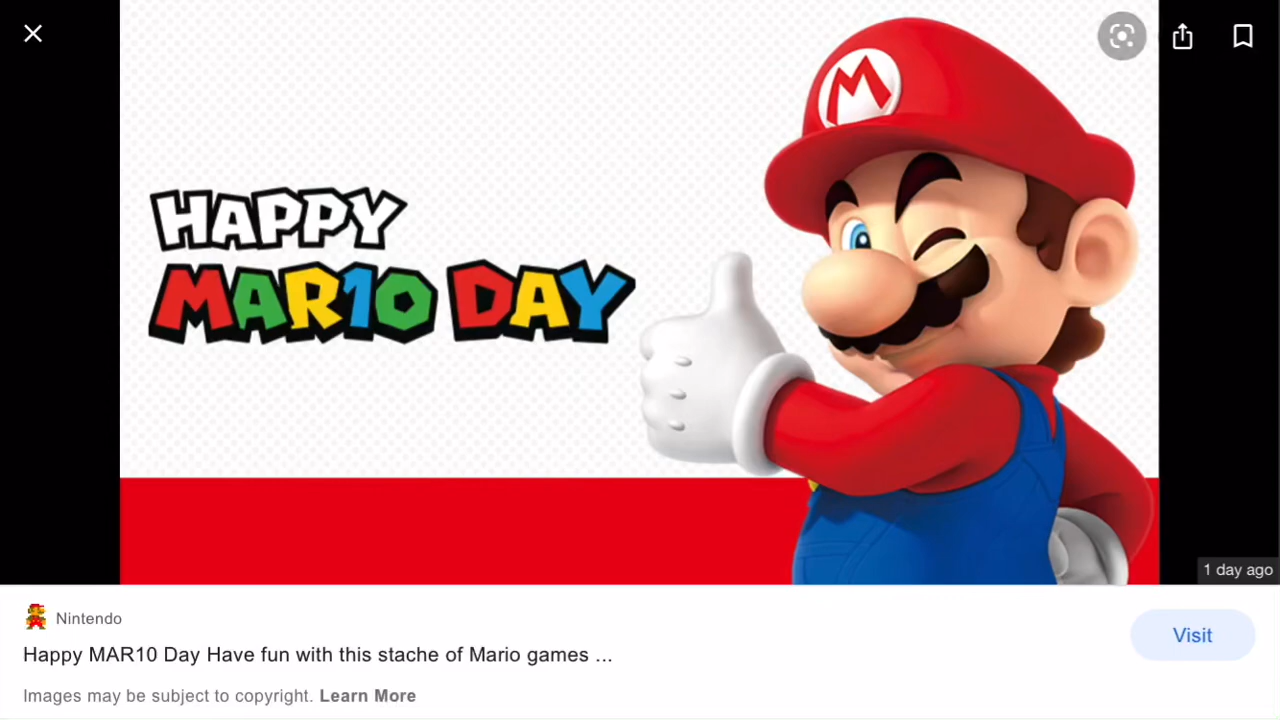 M
HAPPY
MAR10 DAY
1 day ago
Nintendo
Happy MAR10 Day Have fun with this stache of Mario games ...
Visit
Images may be subject to copyright. Learn More